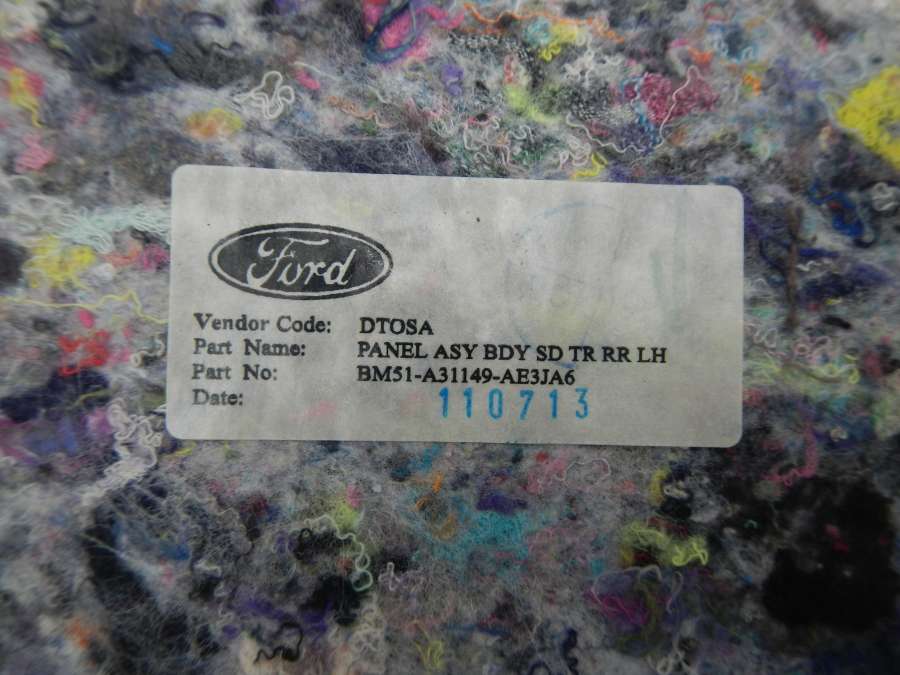 Ford
Vendor Code: DTOSA
Part Name: PANEL ASY BDY SD TR RR LH
Part No: BM51-A31149-AE3JA6
Date: 110713